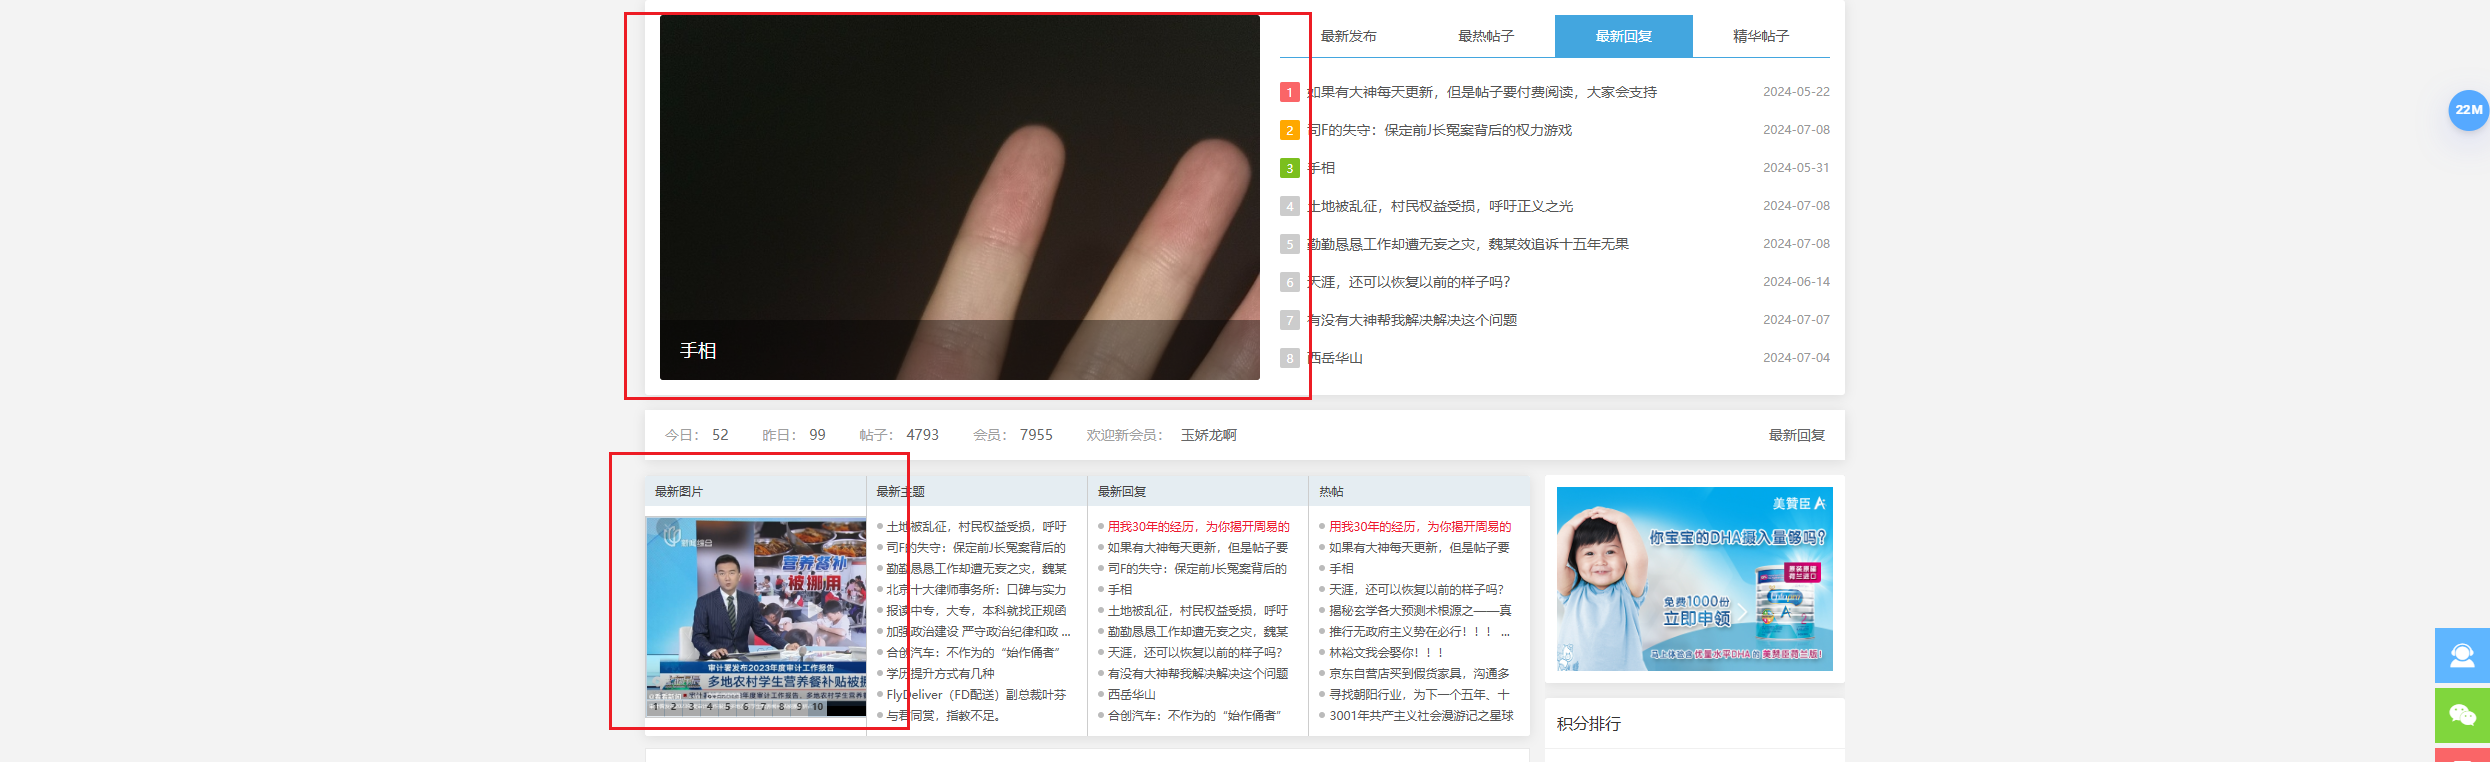 最新发布 最热帖子 最新回复 精华帖子
1 如果有大神每天更新，但是帖子要付费阅读，大家会支持 2024-05-22
2 司F的失守：保定前J长冤案背后的权力游戏 2024-07-08
3 手相 2024-05-31
4 土地被乱征，村民权益受损，呼吁正义之光 2024-07-08
5 勤勤恳恳工作却遭无妄之灾，魏某效追诉十五年无果 2024-07-08
6 天涯，还可以恢复以前的样子吗？ 2024-06-14
7 有没有大神帮我解决解决这个问题 2024-07-07
8 西岳华山 2024-07-04
手相
22M
今日： 52 昨日： 99 帖子： 4793 会员： 7955 欢迎新会员： 玉娇龙啊 最新回复
最新图片
营养餐补
被挪用
审计署发布2023年度审计工作报告
多地农村学生营养餐补贴被挪
1 2 3 4 5 6 7 8 9 10
最新主题
土地被乱征，村民权益受损，呼吁
司F的失守：保定前J长冤案背后的
勤勤恳恳工作却遭无妄之灾，魏某
北京十大律师事务所：口碑与实力
报读中专，大专，本科就找正规函
加强政治建设 严守政治纪律和政 ...
合创汽车：不作为的“始作俑者”
学历提升方式有几种
FlyDeliver（FD配送）副总裁叶芬
与君同赏，指教不足。
最新回复
用我30年的经历，为你揭开周易的
如果有大神每天更新，但是帖子要
司F的失守：保定前J长冤案背后的
手相
土地被乱征，村民权益受损，呼吁
勤勤恳恳工作却遭无妄之灾，魏某
天涯，还可以恢复以前的样子吗？
有没有大神帮我解决解决这个问题
西岳华山
合创汽车：不作为的“始作俑者”
热帖
用我30年的经历，为你揭开周易的
如果有大神每天更新，但是帖子要
手相
天涯，还可以恢复以前的样子吗？
揭秘玄学各大预测术根源之——真
推行无政府主义势在必行！！！ ...
林裕文我会娶你！！！
京东自营店买到假货家具，沟通多
寻找朝阳行业，为下一个五年、十
3001年共产主义社会漫游记之星球
美赞臣 A+
你宝宝的DHA摄入量够吗？
原装原罐
荷兰进口
免费1000份
立即申领
马上体验含优量水平DHA的美赞臣荷兰版！
积分排行